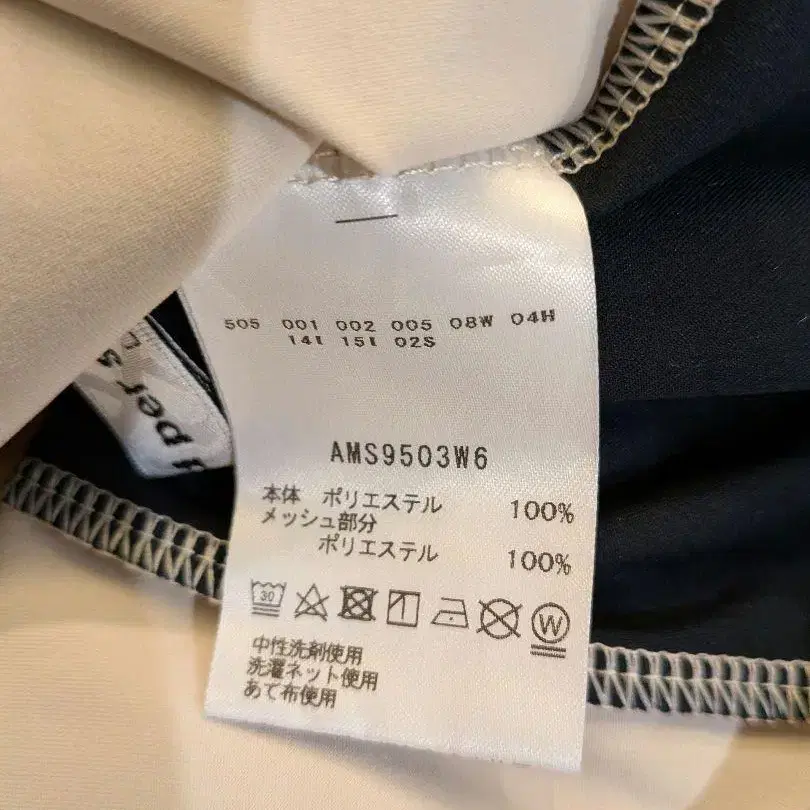 505 001 002 005 08W 04H
14I 15I 02S
AMS9503W6
本体 ポリエステル 100%
メッシュ部分
ポリエステル 100%
30
W
中性洗剤使用
洗濯ネット使用
あて布使用
per s